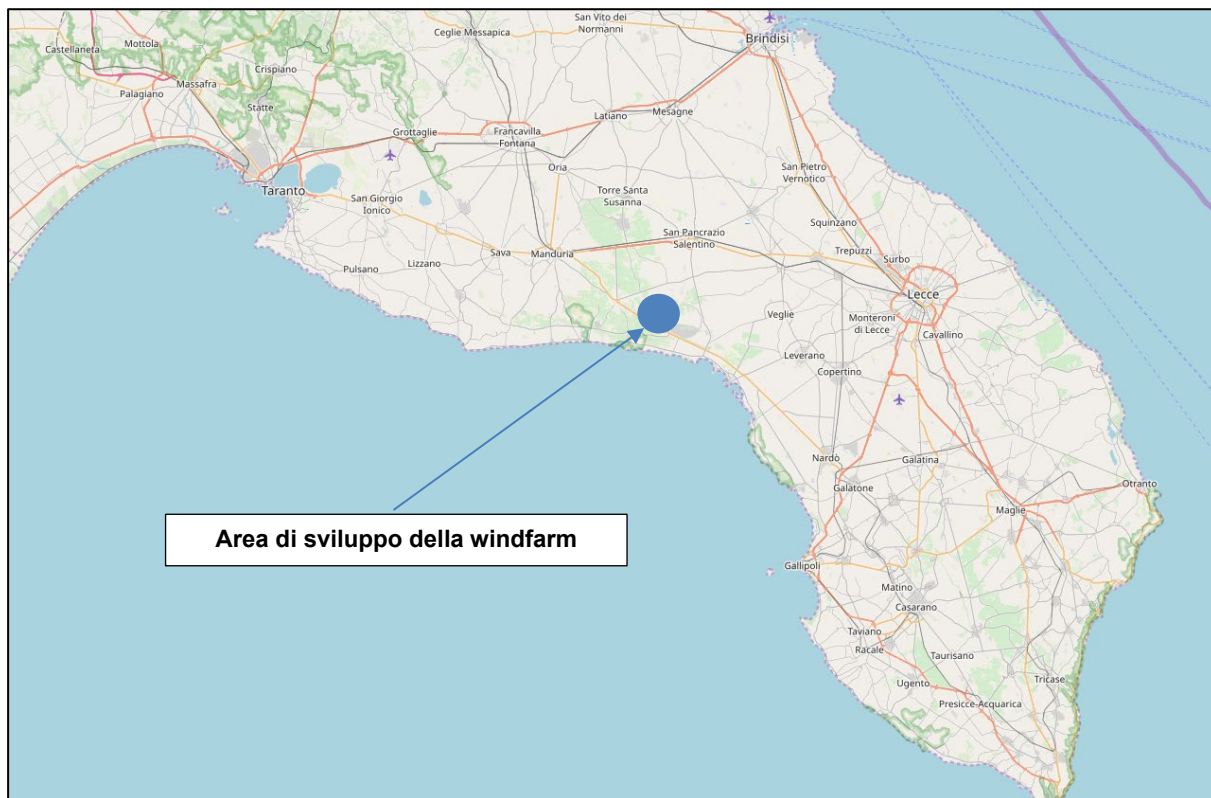 San Vito dei
Normanni
Ceglie Messapica
Brindisi
Mottola
Castellaneta
Crispiano
Massafra
Palagiano
Statte
Latiano
Mesagne
Grottaglie
Francavilla
Fontana
Oria
San Pietro
Vernotico
Taranto
San Giorgio
Ionico
Torre Santa
Susanna
Squinzano
San Pancrazio
Salentino
Sava
Manduria
Trepuzzi
Surbo
Pulsano
Lizzano
Lecce
Veglie
Monteroni
di Lecce
Cavallino
Leverano
Copertino
Nardò
Galatina
Galatone
Otranto
Maglie
Area di sviluppo della windfarm
Gallipoli
Matino
Casarano
Taviano
Racale
Taurisano
Tricase
Ugento
Presicce-Acquarica